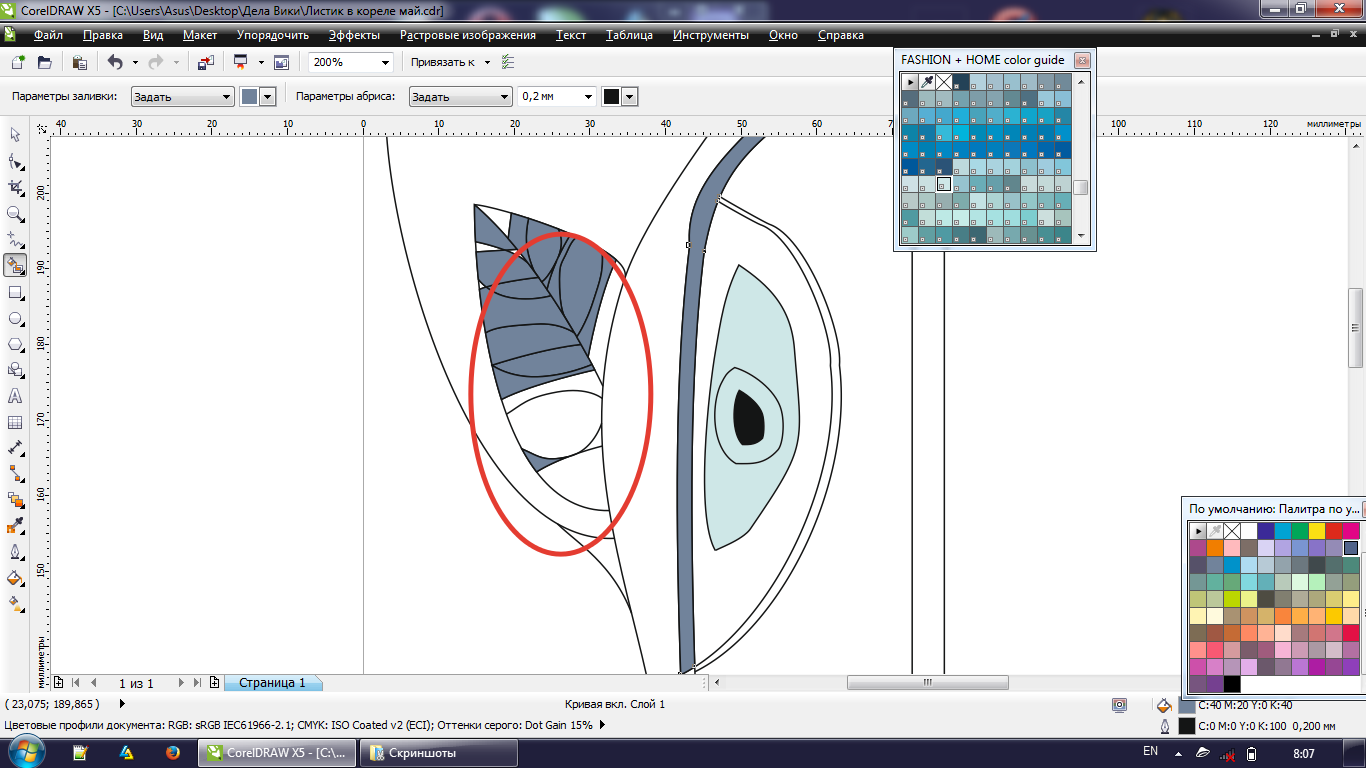 CorelDRAW X5 - [C:\Users\Asus\Desktop\Дела Вики\Листик в кореле май.cdr]
Файл Правка Вид Макет Упорядочить Эффекты Растровые изображения Текст Таблица Инструменты Окно Справка
200% Привязать к
FASHION + HOME color guide
Параметры заливки: Задать Параметры абриса: Задать 0,2 мм
40 30 20 10 0 10 20 30 40 50 60 100 110 120 миллиметры
200
190
180
170
160
150
миллиметры
По умолчанию: Палитра по у...
1 из 1 Страница 1
( 23,075; 189,865 ) Кривая вкл. Слой 1 C:40 M:20 Y:0 K:40
Цветовые профили документа: RGB: sRGB IEC61966-2.1; CMYK: ISO Coated v2 (ECI); Оттенки серого: Dot Gain 15% C:0 M:0 Y:0 K:100 0,200 мм
CorelDRAW X5 - [C:\... Скриншоты EN 8:07